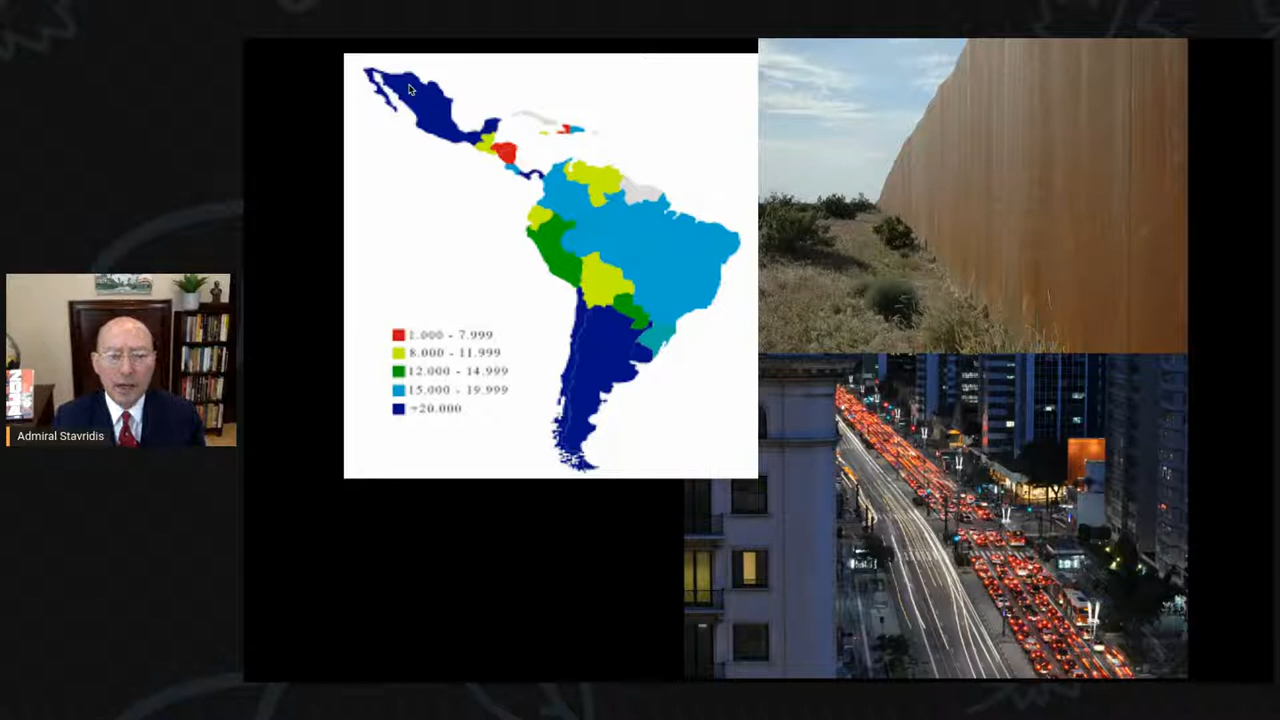 1.000 - 7.999
8.000 - 11.999
12.000 - 14.999
15.000 - 19.999
+20.000
Admiral Stavridis